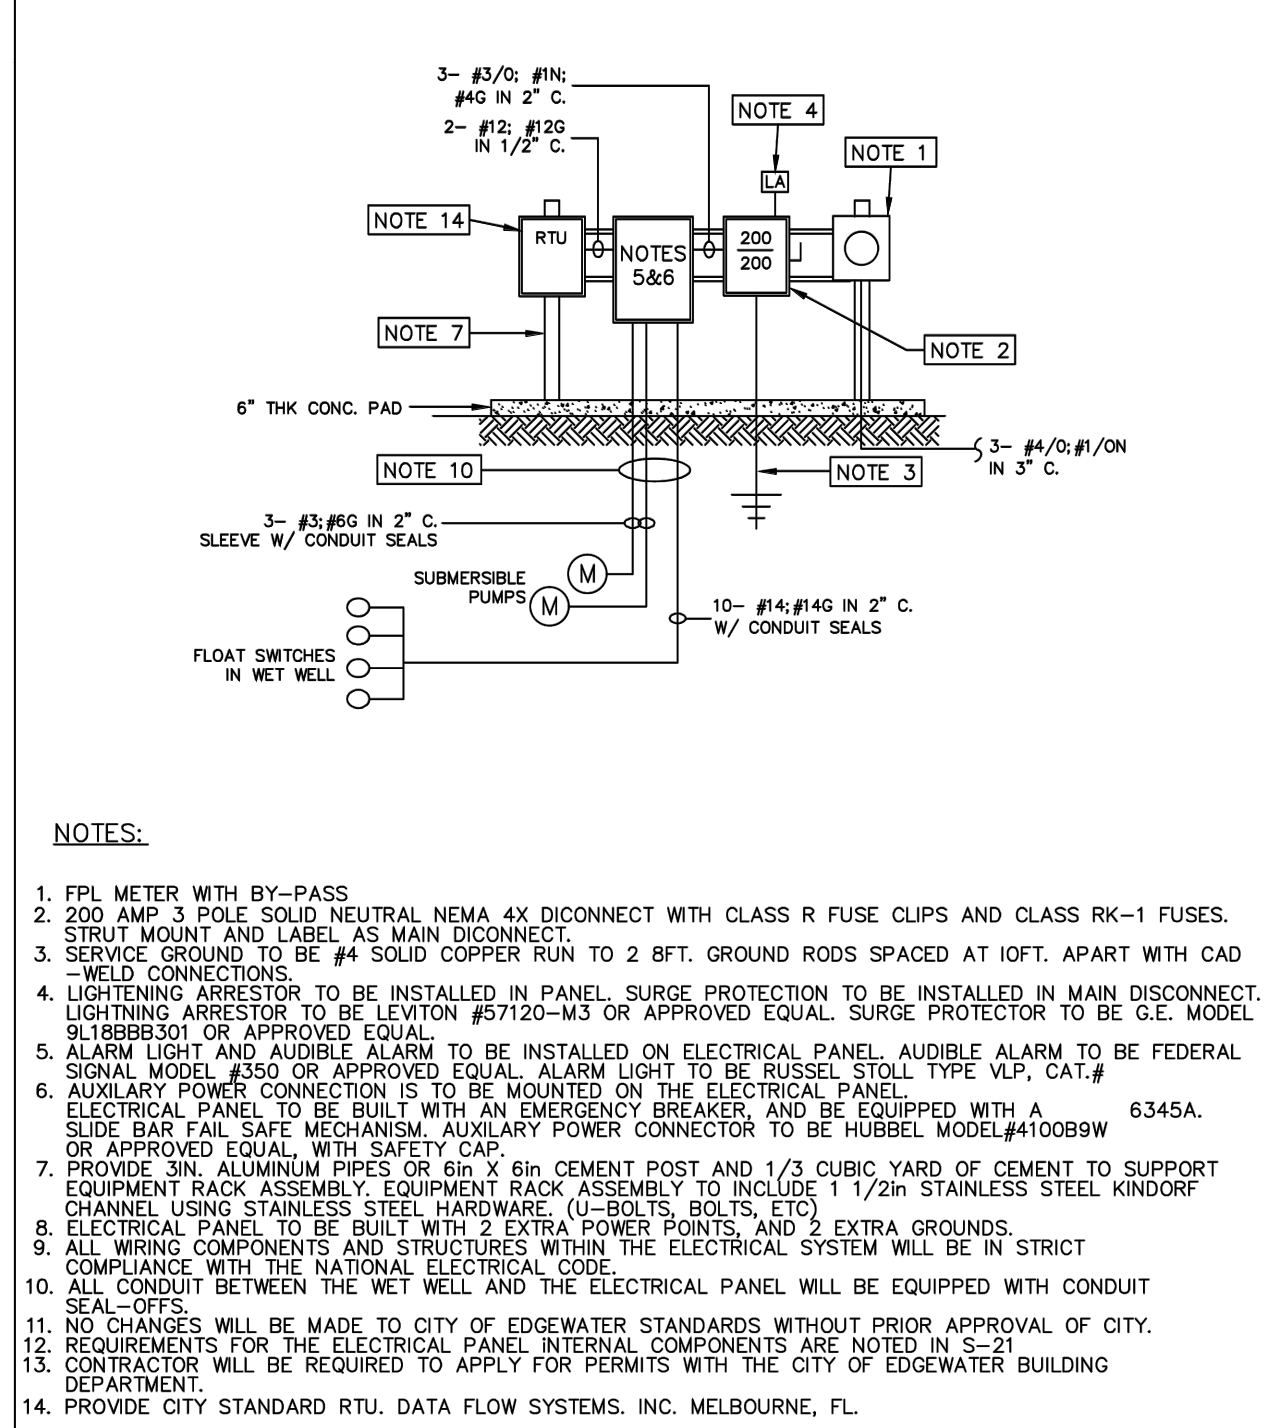 3- #3/0; #1N;
#4G IN 2" C.
2- #12; #12G
IN 1/2" C.
NOTE 4
NOTE 1
LA
NOTE 14
RTU
NOTES
5&6
200
200
NOTE 7
NOTE 2
6" THK CONC. PAD
3- #4/0;#1/0N
IN 3" C.
NOTE 10
NOTE 3
3- #3;#6G IN 2" C.
SLEEVE W/ CONDUIT SEALS
SUBMERSIBLE
PUMPS
M
M
10- #14;#14G IN 2" C.
W/ CONDUIT SEALS
FLOAT SWITCHES
IN WET WELL
NOTES:
1. FPL METER WITH BY-PASS
2. 200 AMP 3 POLE SOLID NEUTRAL NEMA 4X DICONNECT WITH CLASS R FUSE CLIPS AND CLASS RK-1 FUSES.
STRUT MOUNT AND LABEL AS MAIN DICONNECT.
3. SERVICE GROUND TO BE #4 SOLID COPPER RUN TO 2 8FT. GROUND RODS SPACED AT IOFT. APART WITH CAD
-WELD CONNECTIONS.
4. LIGHTENING ARRESTOR TO BE INSTALLED IN PANEL. SURGE PROTECTION TO BE INSTALLED IN MAIN DISCONNECT.
LIGHTNING ARRESTOR TO BE LEVITON #57120-M3 OR APPROVED EQUAL. SURGE PROTECTOR TO BE G.E. MODEL
9L18BBB301 OR APPROVED EQUAL.
5. ALARM LIGHT AND AUDIBLE ALARM TO BE INSTALLED ON ELECTRICAL PANEL. AUDIBLE ALARM TO BE FEDERAL
SIGNAL MODEL #350 OR APPROVED EQUAL. ALARM LIGHT TO BE RUSSEL STOLL TYPE VLP, CAT.#
6. AUXILARY POWER CONNECTION IS TO BE MOUNTED ON THE ELECTRICAL PANEL.
ELECTRICAL PANEL TO BE BUILT WITH AN EMERGENCY BREAKER, AND BE EQUIPPED WITH A 6345A.
SLIDE BAR FAIL SAFE MECHANISM. AUXILARY POWER CONNECTOR TO BE HUBBEL MODEL#4100B9W
OR APPROVED EQUAL, WITH SAFETY CAP.
7. PROVIDE 3IN. ALUMINUM PIPES OR 6in X 6in CEMENT POST AND 1/3 CUBIC YARD OF CEMENT TO SUPPORT
EQUIPMENT RACK ASSEMBLY. EQUIPMENT RACK ASSEMBLY TO INCLUDE 1 1/2in STAINLESS STEEL KINDORF
CHANNEL USING STAINLESS STEEL HARDWARE. (U-BOLTS, BOLTS, ETC)
8. ELECTRICAL PANEL TO BE BUILT WITH 2 EXTRA POWER POINTS, AND 2 EXTRA GROUNDS.
9. ALL WIRING COMPONENTS AND STRUCTURES WITHIN THE ELECTRICAL SYSTEM WILL BE IN STRICT
COMPLIANCE WITH THE NATIONAL ELECTRICAL CODE.
10. ALL CONDUIT BETWEEN THE WET WELL AND THE ELECTRICAL PANEL WILL BE EQUIPPED WITH CONDUIT
SEAL-OFFS.
11. NO CHANGES WILL BE MADE TO CITY OF EDGEWATER STANDARDS WITHOUT PRIOR APPROVAL OF CITY.
12. REQUIREMENTS FOR THE ELECTRICAL PANEL iNTERNAL COMPONENTS ARE NOTED IN S-21
13. CONTRACTOR WILL BE REQUIRED TO APPLY FOR PERMITS WITH THE CITY OF EDGEWATER BUILDING
DEPARTMENT.
14. PROVIDE CITY STANDARD RTU. DATA FLOW SYSTEMS. INC. MELBOURNE, FL.